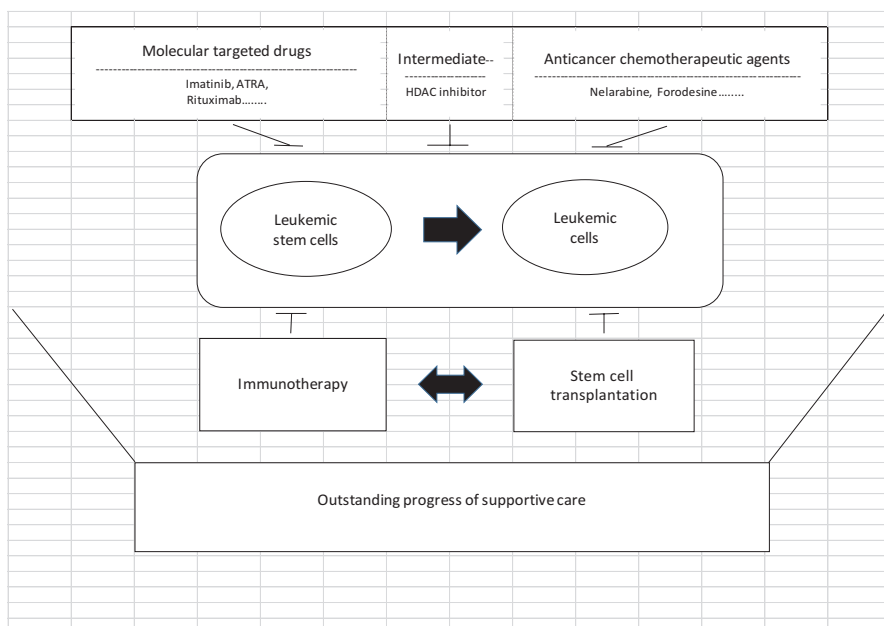 Molecular targeted drugs
Imatinib, ATRA,
Rituximab........
Intermediate--
HDAC inhibitor
Anticancer chemotherapeutic agents
Nelarabine, Forodesine........
Leukemic
stem cells
Leukemic
cells
Immunotherapy
Stem cell
transplantation
Outstanding progress of supportive care